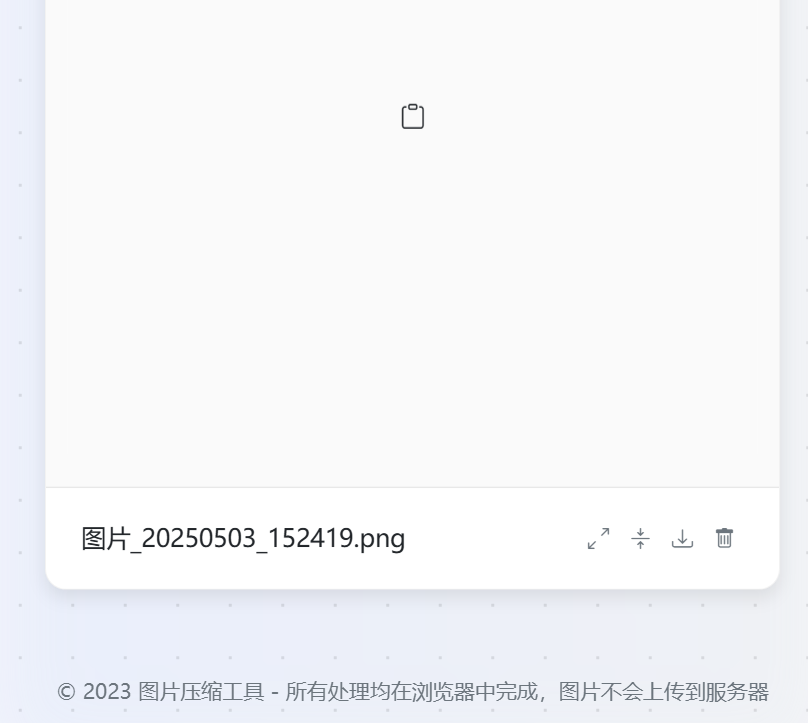 图片_20250503_152419.png
© 2023 图片压缩工具 - 所有处理均在浏览器中完成，图片不会上传到服务器